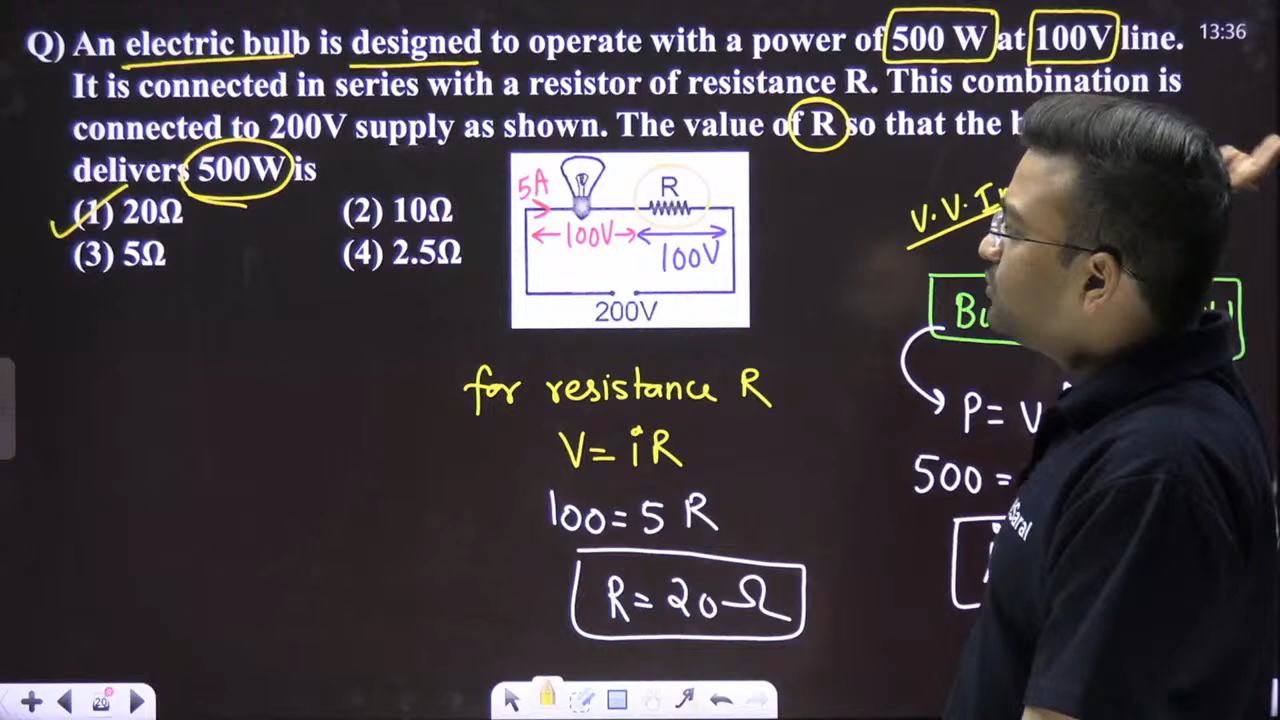 Q) An electric bulb is designed to operate with a power of 500 W at 100V line.
13:36
It is connected in series with a resistor of resistance R. This combination is
connected to 200V supply as shown. The value of R so that the
delivers 500W is
(1) 20Ω
(2) 10Ω
(3) 5Ω
(4) 2.5Ω
5A
R
100V
100V
200V
V.V.
for resistance R
V = iR
100 = 5 R
R = 20 Ω
P = V
500 =
Saral
20